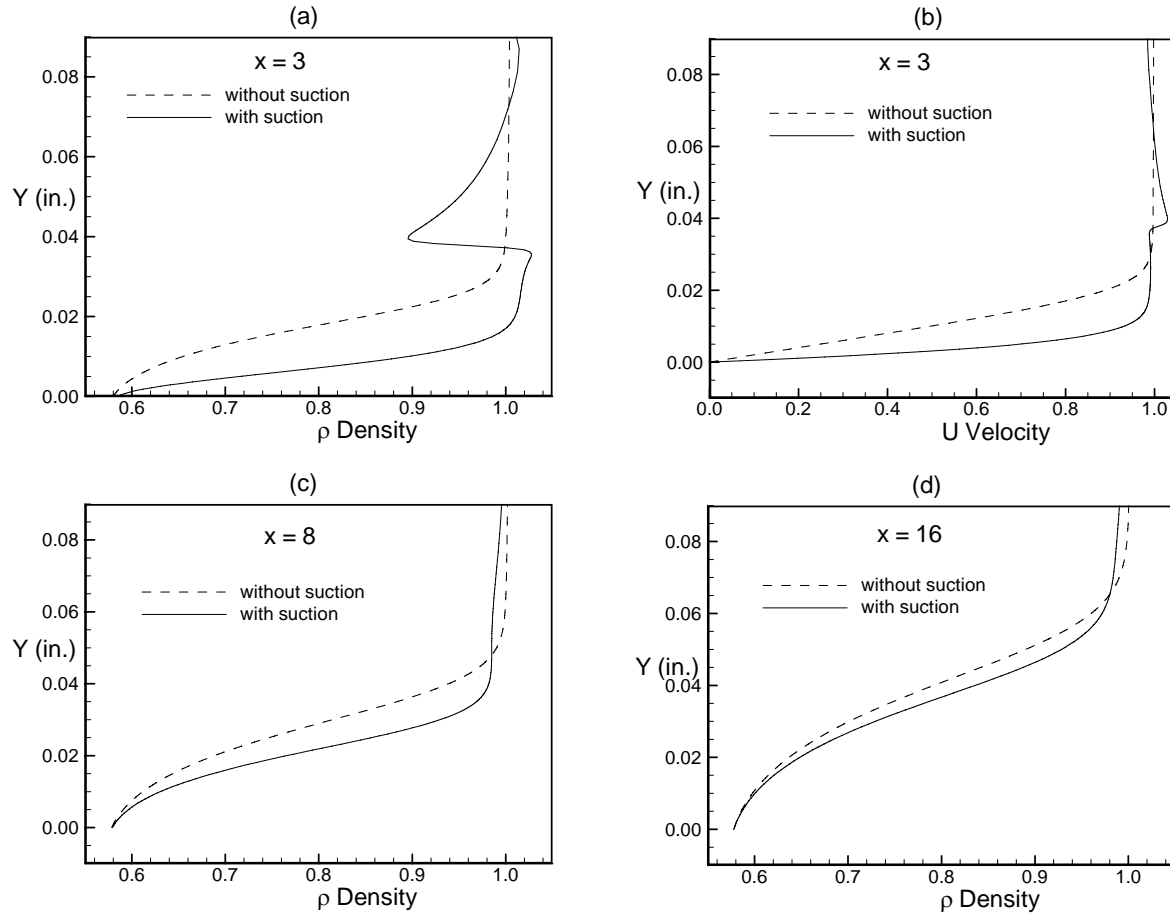 (a)
x = 3
without suction
with suction
Y (in.)
0.08
0.06
0.04
0.02
0.00
0.6 0.7 0.8 0.9 1.0
ρ Density
(b)
x = 3
without suction
with suction
Y (in.)
0.08
0.06
0.04
0.02
0.00
0.0 0.2 0.4 0.6 0.8 1.0
U Velocity
(c)
x = 8
without suction
with suction
Y (in.)
0.08
0.06
0.04
0.02
0.00
0.6 0.7 0.8 0.9 1.0
ρ Density
(d)
x = 16
without suction
with suction
Y (in.)
0.08
0.06
0.04
0.02
0.00
0.6 0.7 0.8 0.9 1.0
ρ Density